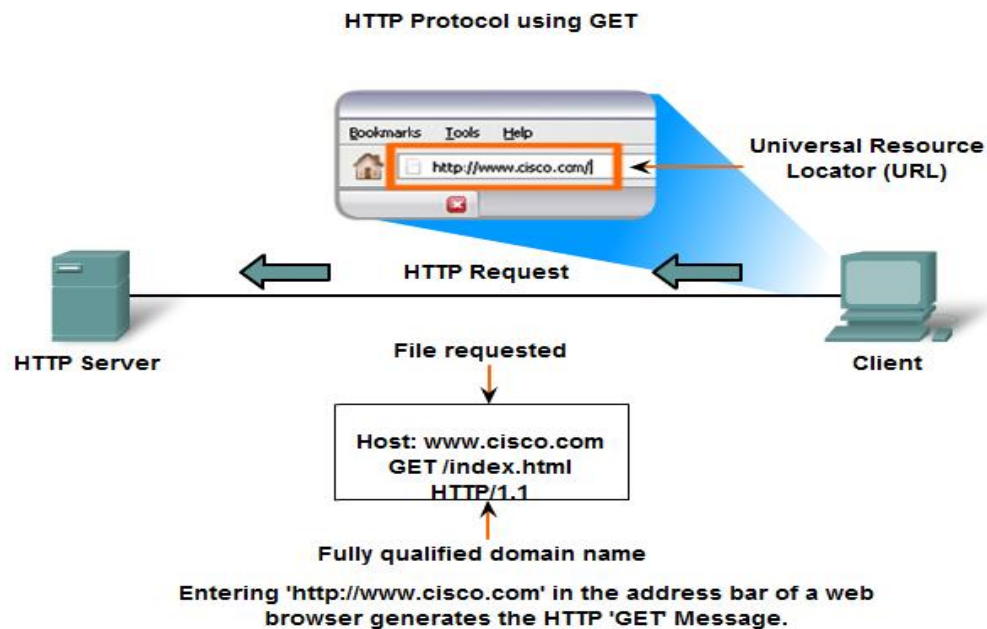 HTTP Protocol using GET
Bookmarks Tools Help
http://www.cisco.com/
Universal Resource
Locator (URL)
HTTP Request
HTTP Server
Client
File requested
Host: www.cisco.com
GET /index.html
HTTP/1.1
Fully qualified domain name
Entering 'http://www.cisco.com' in the address bar of a web
browser generates the HTTP 'GET' Message.